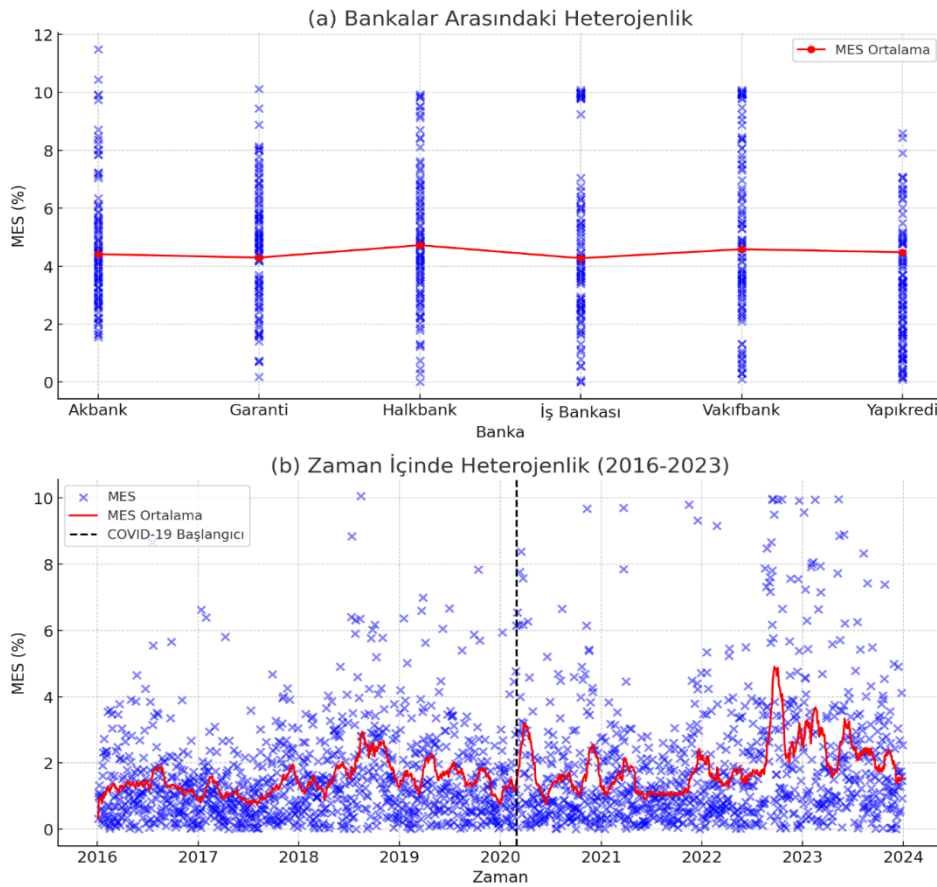 (a) Bankalar Arasındaki Heterojenlik
12
10
8
6
4
2
0
MES (%)
MES Ortalama
Akbank Garanti Halkbank İş Bankası Vakıfbank Yapıkredi
Banka
(b) Zaman İçinde Heterojenlik (2016-2023)
10
8
6
4
2
0
MES (%)
MES
MES Ortalama
COVID-19 Başlangıcı
2016 2017 2018 2019 2020 2021 2022 2023 2024
Zaman